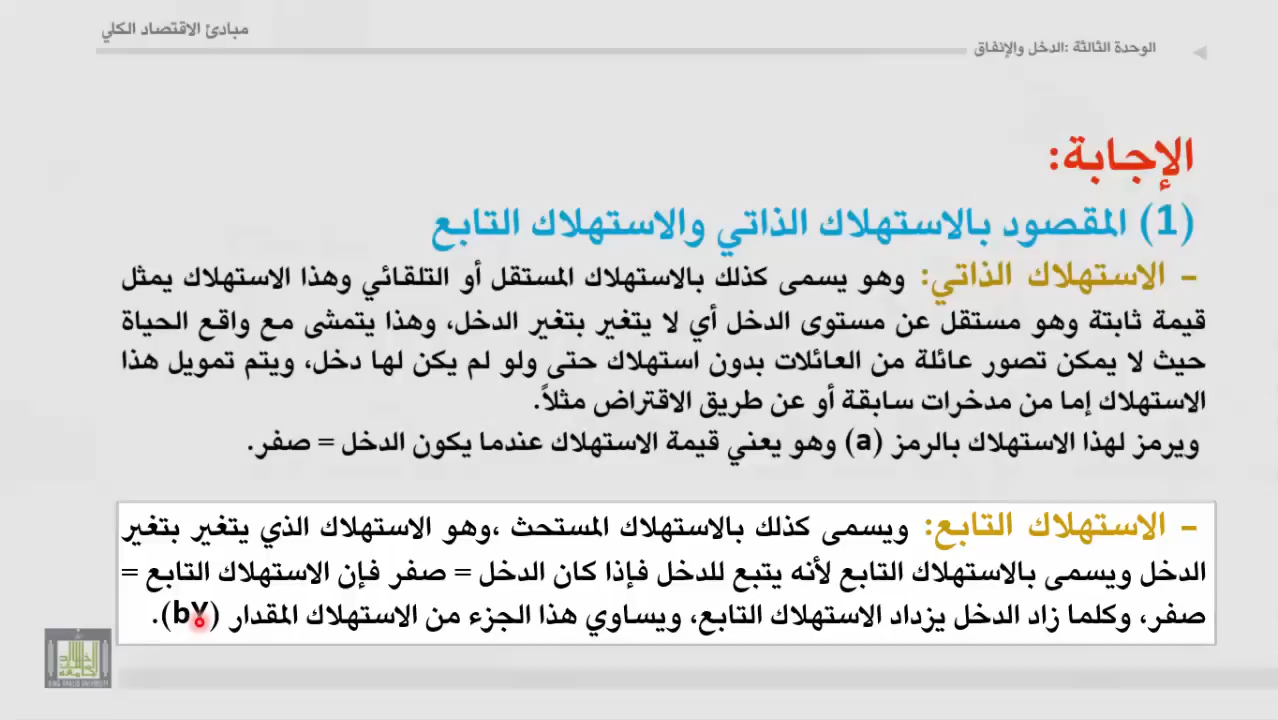 مبادئ الاقتصاد الكلي
الوحدة الثالثة :الدخل والإنفاق
الإجابة:
(1) المقصود بالاستهلاك الذاتي والاستهلاك التابع
– الاستهلاك الذاتي: وهو يسمى كذلك بالاستهلاك المستقل أو التلقائي وهذا الاستهلاك يمثل
قيمة ثابتة وهو مستقل عن مستوى الدخل أي لا يتغير بتغير الدخل، وهذا يتمشى مع واقع الحياة
حيث لا يمكن تصور عائلة من العائلات بدون استهلاك حتى ولو لم يكن لها دخل، ويتم تمويل هذا
الاستهلاك إما من مدخرات سابقة أو عن طريق الاقتراض مثلاً.
ويرمز لهذا الاستهلاك بالرمز (a) وهو يعني قيمة الاستهلاك عندما يكون الدخل = صفر.
– الاستهلاك التابع: ويسمى كذلك بالاستهلاك المستحث ،وهو الاستهلاك الذي يتغير بتغير
الدخل ويسمى بالاستهلاك التابع لأنه يتبع للدخل فإذا كان الدخل = صفر فإن الاستهلاك التابع =
صفر، وكلما زاد الدخل يزداد الاستهلاك التابع، ويساوي هذا الجزء من الاستهلاك المقدار (bY).